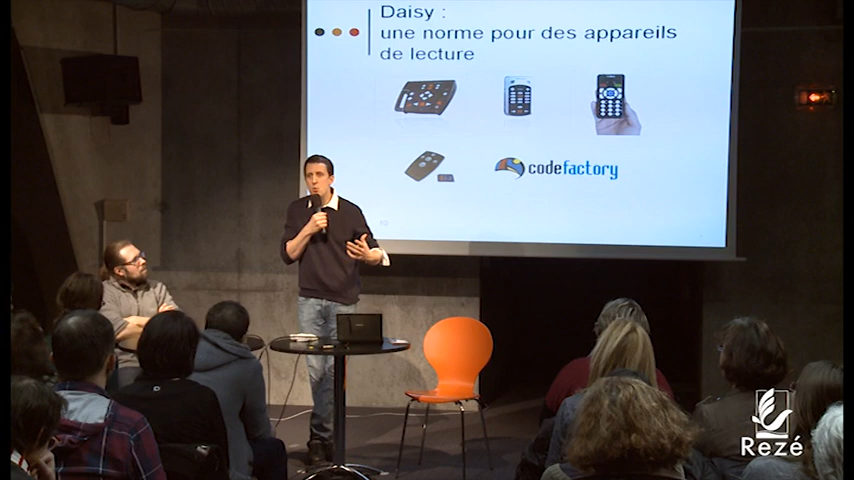 Daisy :
une norme pour des appareils
de lecture
codefactory
Rezé